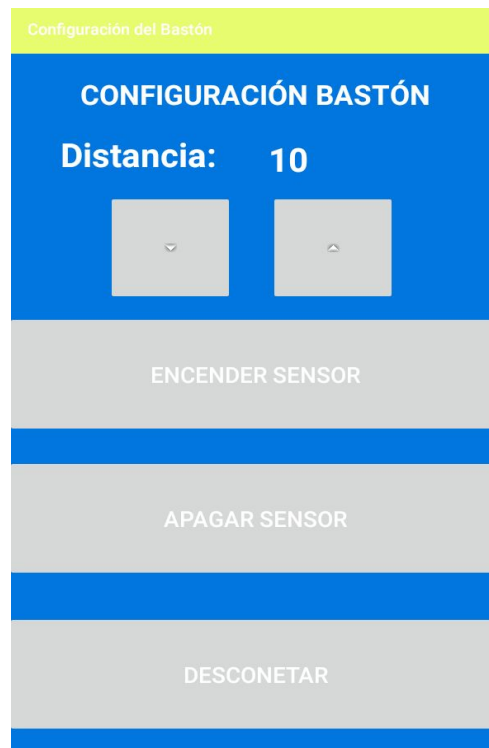 Configuración del Bastón
CONFIGURACIÓN BASTÓN
Distancia: 10
ENCENDER SENSOR
APAGAR SENSOR
DESCONETAR